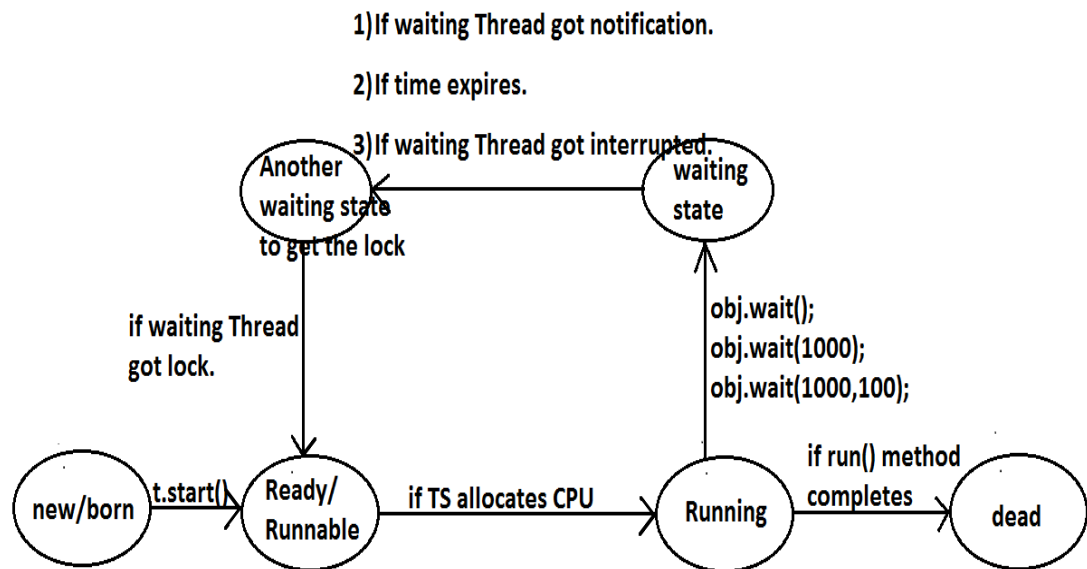 1)If waiting Thread got notification.
2)If time expires.
3)If waiting Thread got interrupted.
Another
waiting state
to get the lock
waiting
state
if waiting Thread
got lock.
obj.wait();
obj.wait(1000);
obj.wait(1000,100);
new/born
t.start()
Ready/
Runnable
if TS allocates CPU
Running
if run() method
completes
dead